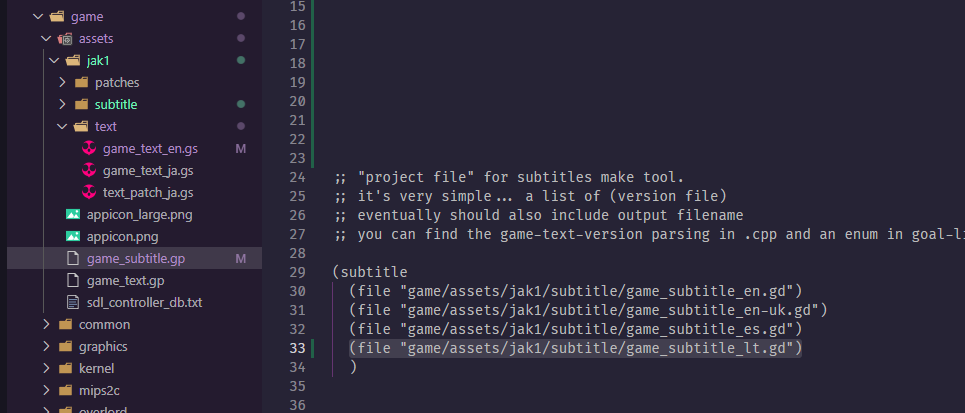 game
assets
jak1
patches
subtitle
text
game_text_en.gs M
game_text_ja.gs
text_patch_ja.gs
appicon_large.png
appicon.png
game_subtitle.gp M
game_text.gp
sdl_controller_db.txt
common
graphics
kernel
mips2c
overlord
15
16
17
18
19
20
21
22
23
24 ;; "project file" for subtitles make tool.
25 ;; it's very simple... a list of (version file)
26 ;; eventually should also include output filename
27 ;; you can find the game-text-version parsing in .cpp and an enum in goal-li
28
29 (subtitle
30 (file "game/assets/jak1/subtitle/game_subtitle_en.gd")
31 (file "game/assets/jak1/subtitle/game_subtitle_en-uk.gd")
32 (file "game/assets/jak1/subtitle/game_subtitle_es.gd")
33 (file "game/assets/jak1/subtitle/game_subtitle_lt.gd")
34 )
35
36